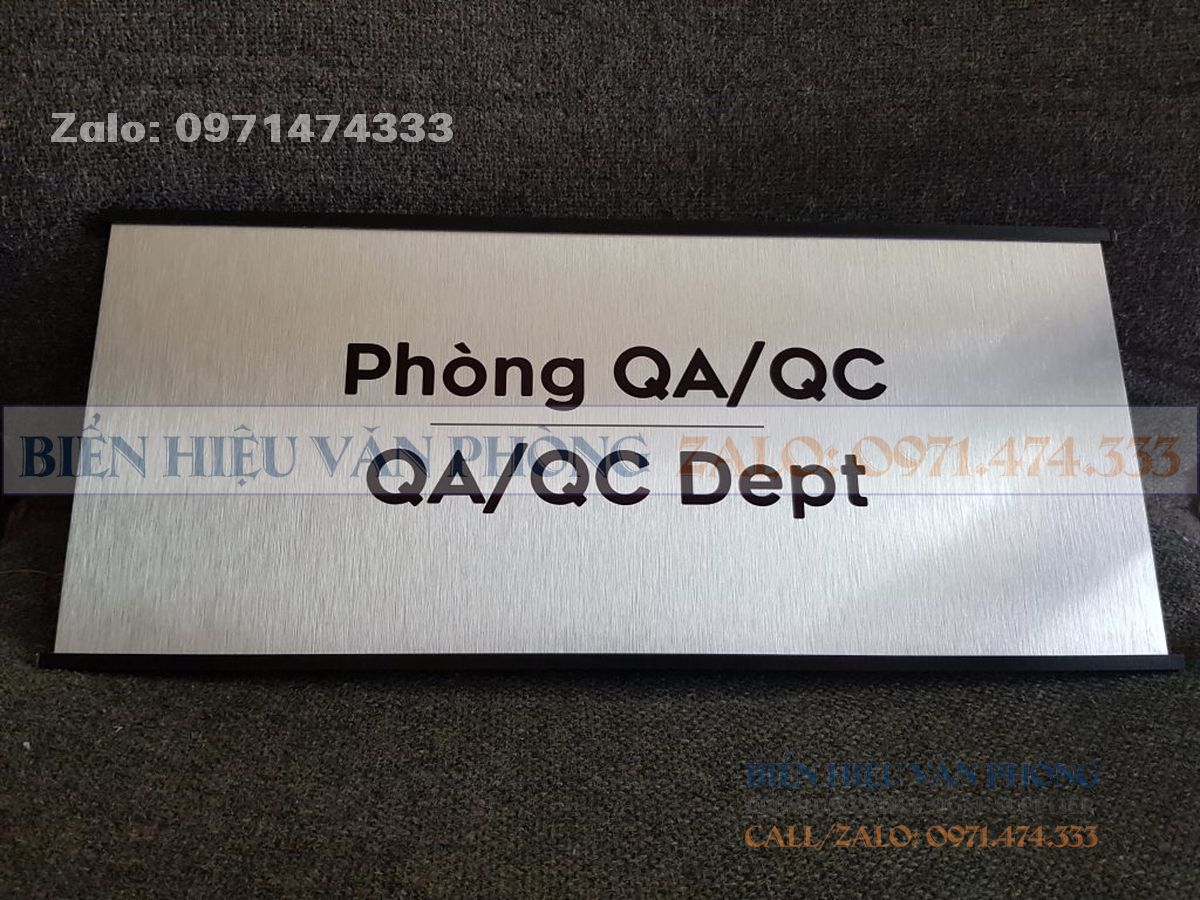 Zalo: 0971474333
Phòng QA/QC
BIỂN HIỆU VĂN PHÒNG ZALO: 0971.474.333
QA/QC Dept
BIỂN HIỆU VĂN PHÒNG
CALL/ZALO: 0971.474.333